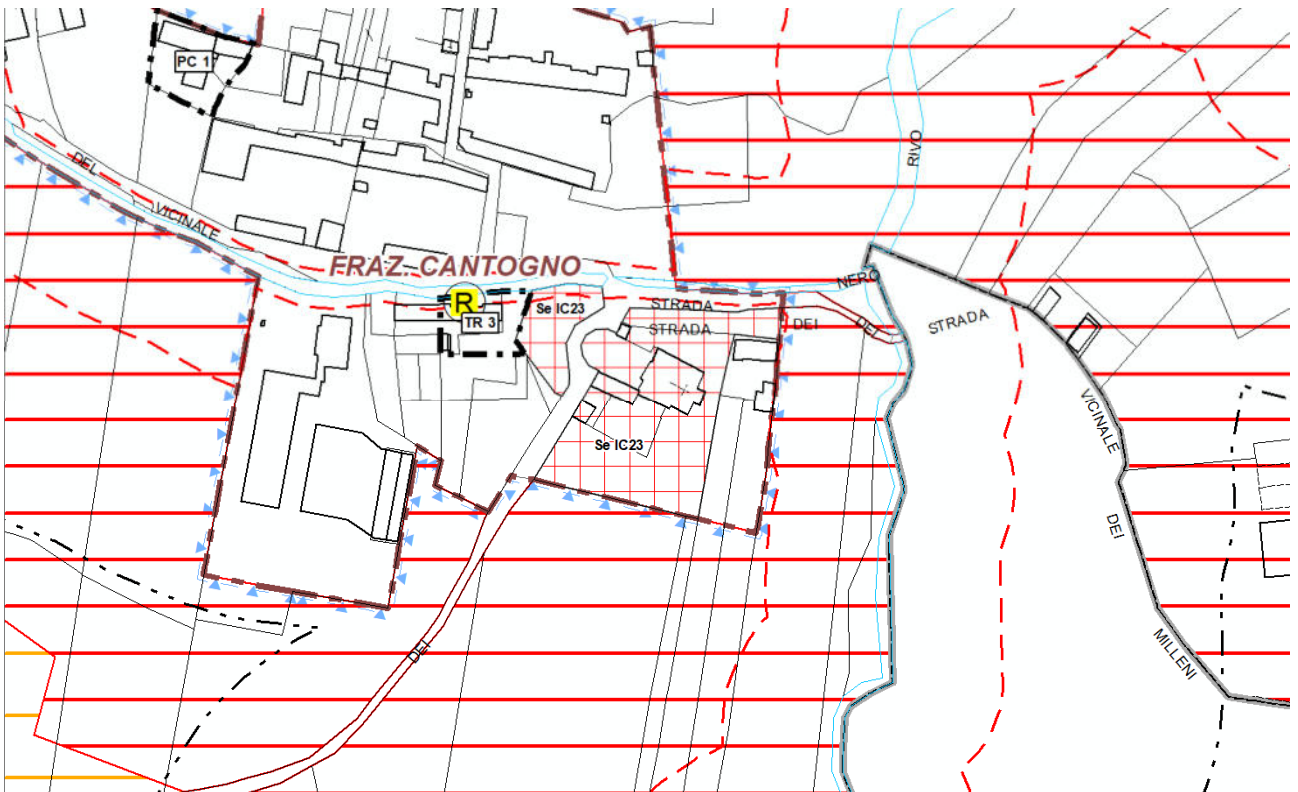 PC 1
RIVO
DEL
VICINALE
FRAZ. CANTOGNO
NERO
R
TR 3
Se IC23
STRADA
STRADA
DEI
DEI
STRADA
VICINALE
Se IC23
DEI
DEI
MILLENI